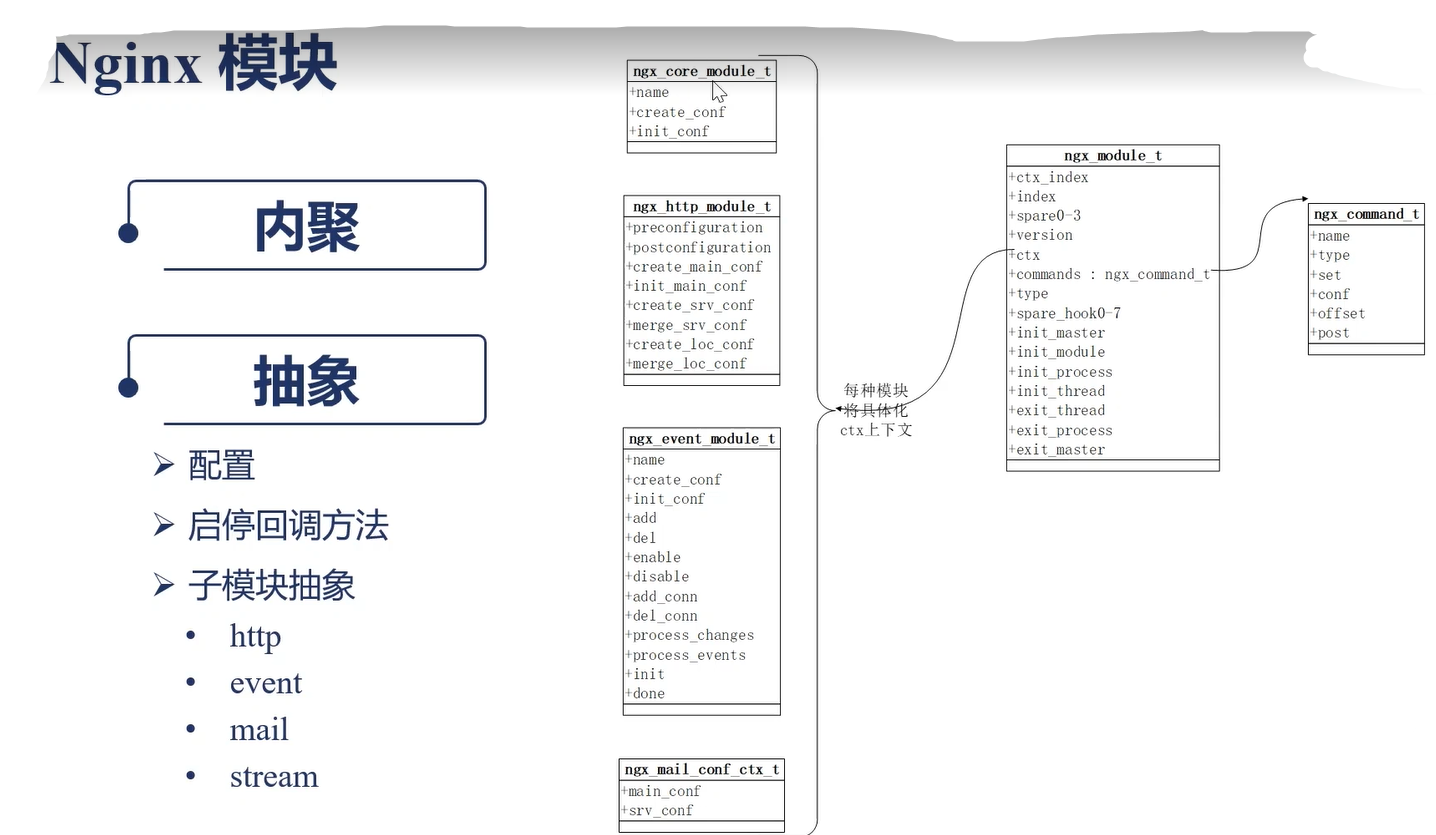 Nginx 模块
内聚
抽象
配置
启停回调方法
子模块抽象
http
event
mail
stream
ngx_core_module_t
+name
+create_conf
+init_conf
ngx_http_module_t
+preconfiguration
+postconfiguration
+create_main_conf
+init_main_conf
+create_srv_conf
+merge_srv_conf
+create_loc_conf
+merge_loc_conf
ngx_event_module_t
+name
+create_conf
+init_conf
+add
+del
+enable
+disable
+add_conn
+del_conn
+process_changes
+process_events
+init
+done
ngx_mail_conf_ctx_t
+main_conf
+srv_conf
每种模块
将具体化
ctx上下文
ngx_module_t
+ctx_index
+index
+spare0-3
+version
+ctx
+commands : ngx_command_t
+type
+spare_hook0-7
+init_master
+init_module
+init_process
+init_thread
+exit_thread
+exit_process
+exit_master
ngx_command_t
+name
+type
+set
+conf
+offset
+post